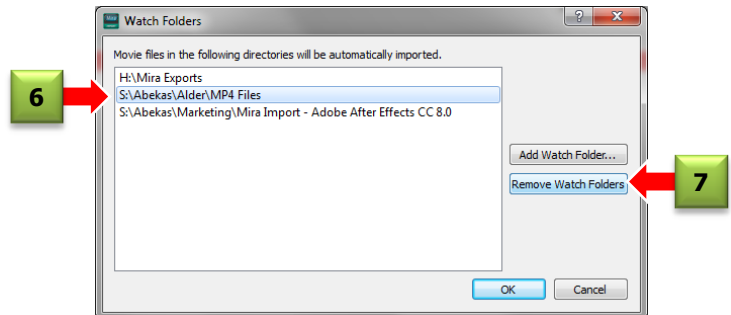 Watch Folders
Movie files in the following directories will be automatically imported.
H:\Mira Exports
6
S:\Abekas\Alder\MP4 Files
S:\Abekas\Marketing\Mira Import - Adobe After Effects CC 8.0
Add Watch Folder...
Remove Watch Folders
7
OK
Cancel